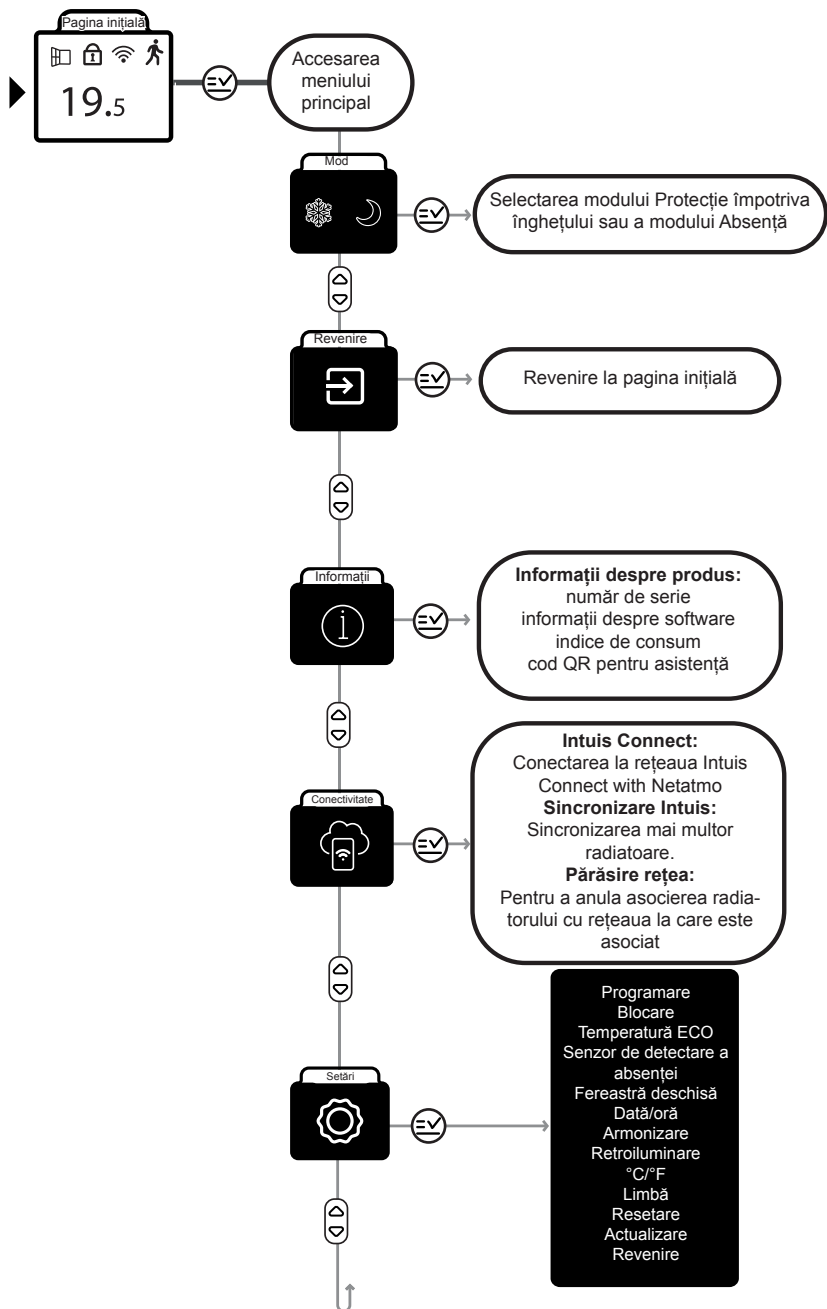 Pagina inițială
19.5
Accesarea
meniului
principal
Mod
Selectarea modului Protecție împotriva
înghețului sau a modului Absență
Revenire
Revenire la pagina inițială
Informații
Informații despre produs:
număr de serie
informații despre software
indice de consum
cod QR pentru asistență
Conectivitate
Intuis Connect:
Conectarea la rețeaua Intuis
Connect with Netatmo
Sincronizare Intuis:
Sincronizarea mai multor
radiatoare.
Părăsire rețea:
Pentru a anula asocierea radia-
torului cu rețeaua la care este
asociat
Setări
Programare
Blocare
Temperatură ECO
Senzor de detectare a
absenței
Fereastră deschisă
Dată/oră
Armonizare
Retroiluminare
°C/°F
Limbă
Resetare
Actualizare
Revenire